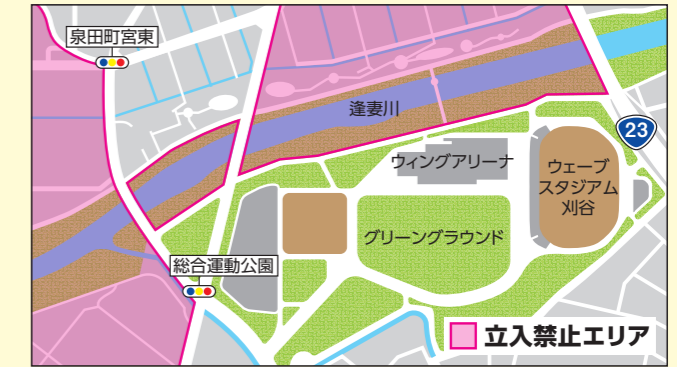 泉田町宮東
逢妻川
23
ウィングアリーナ
ウェーブ
スタジアム
刈谷
グリーングラウンド
総合運動公園
立入禁止エリア